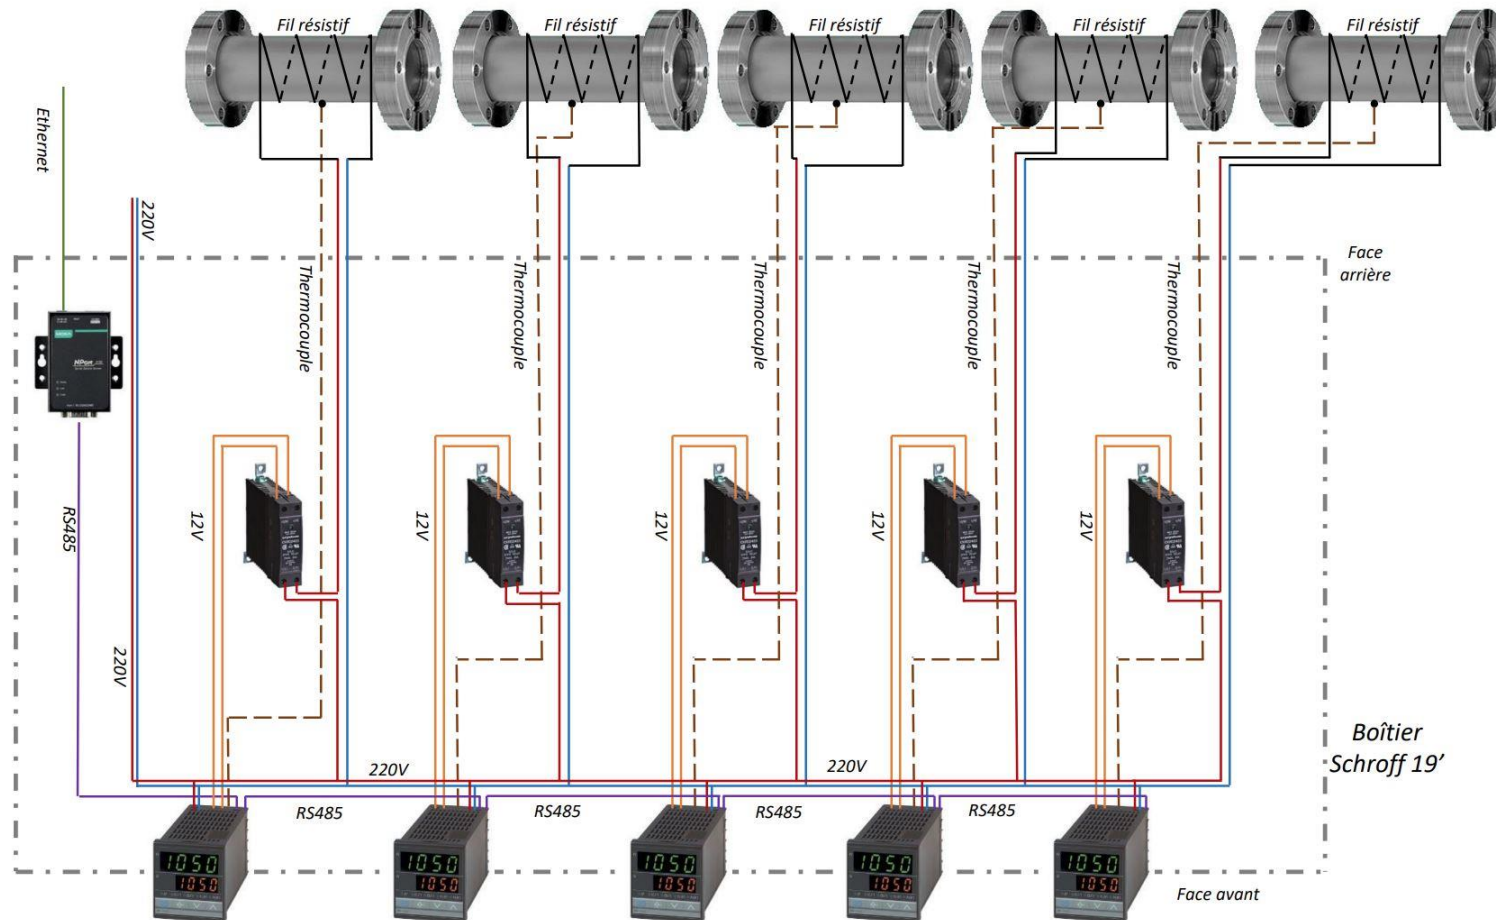 Fil résistif
Fil résistif
Fil résistif
Fil résistif
Fil résistif
Ethernet
220V
Face
arrière
Thermocouple
Thermocouple
Thermocouple
Thermocouple
Thermocouple
12V
12V
12V
12V
12V
RS485
220V
Boîtier
Schroff 19'
220V
220V
RS485
RS485
RS485
RS485
1050
1050
1050
1050
1050
1050
1050
1050
1050
1050
Face avant